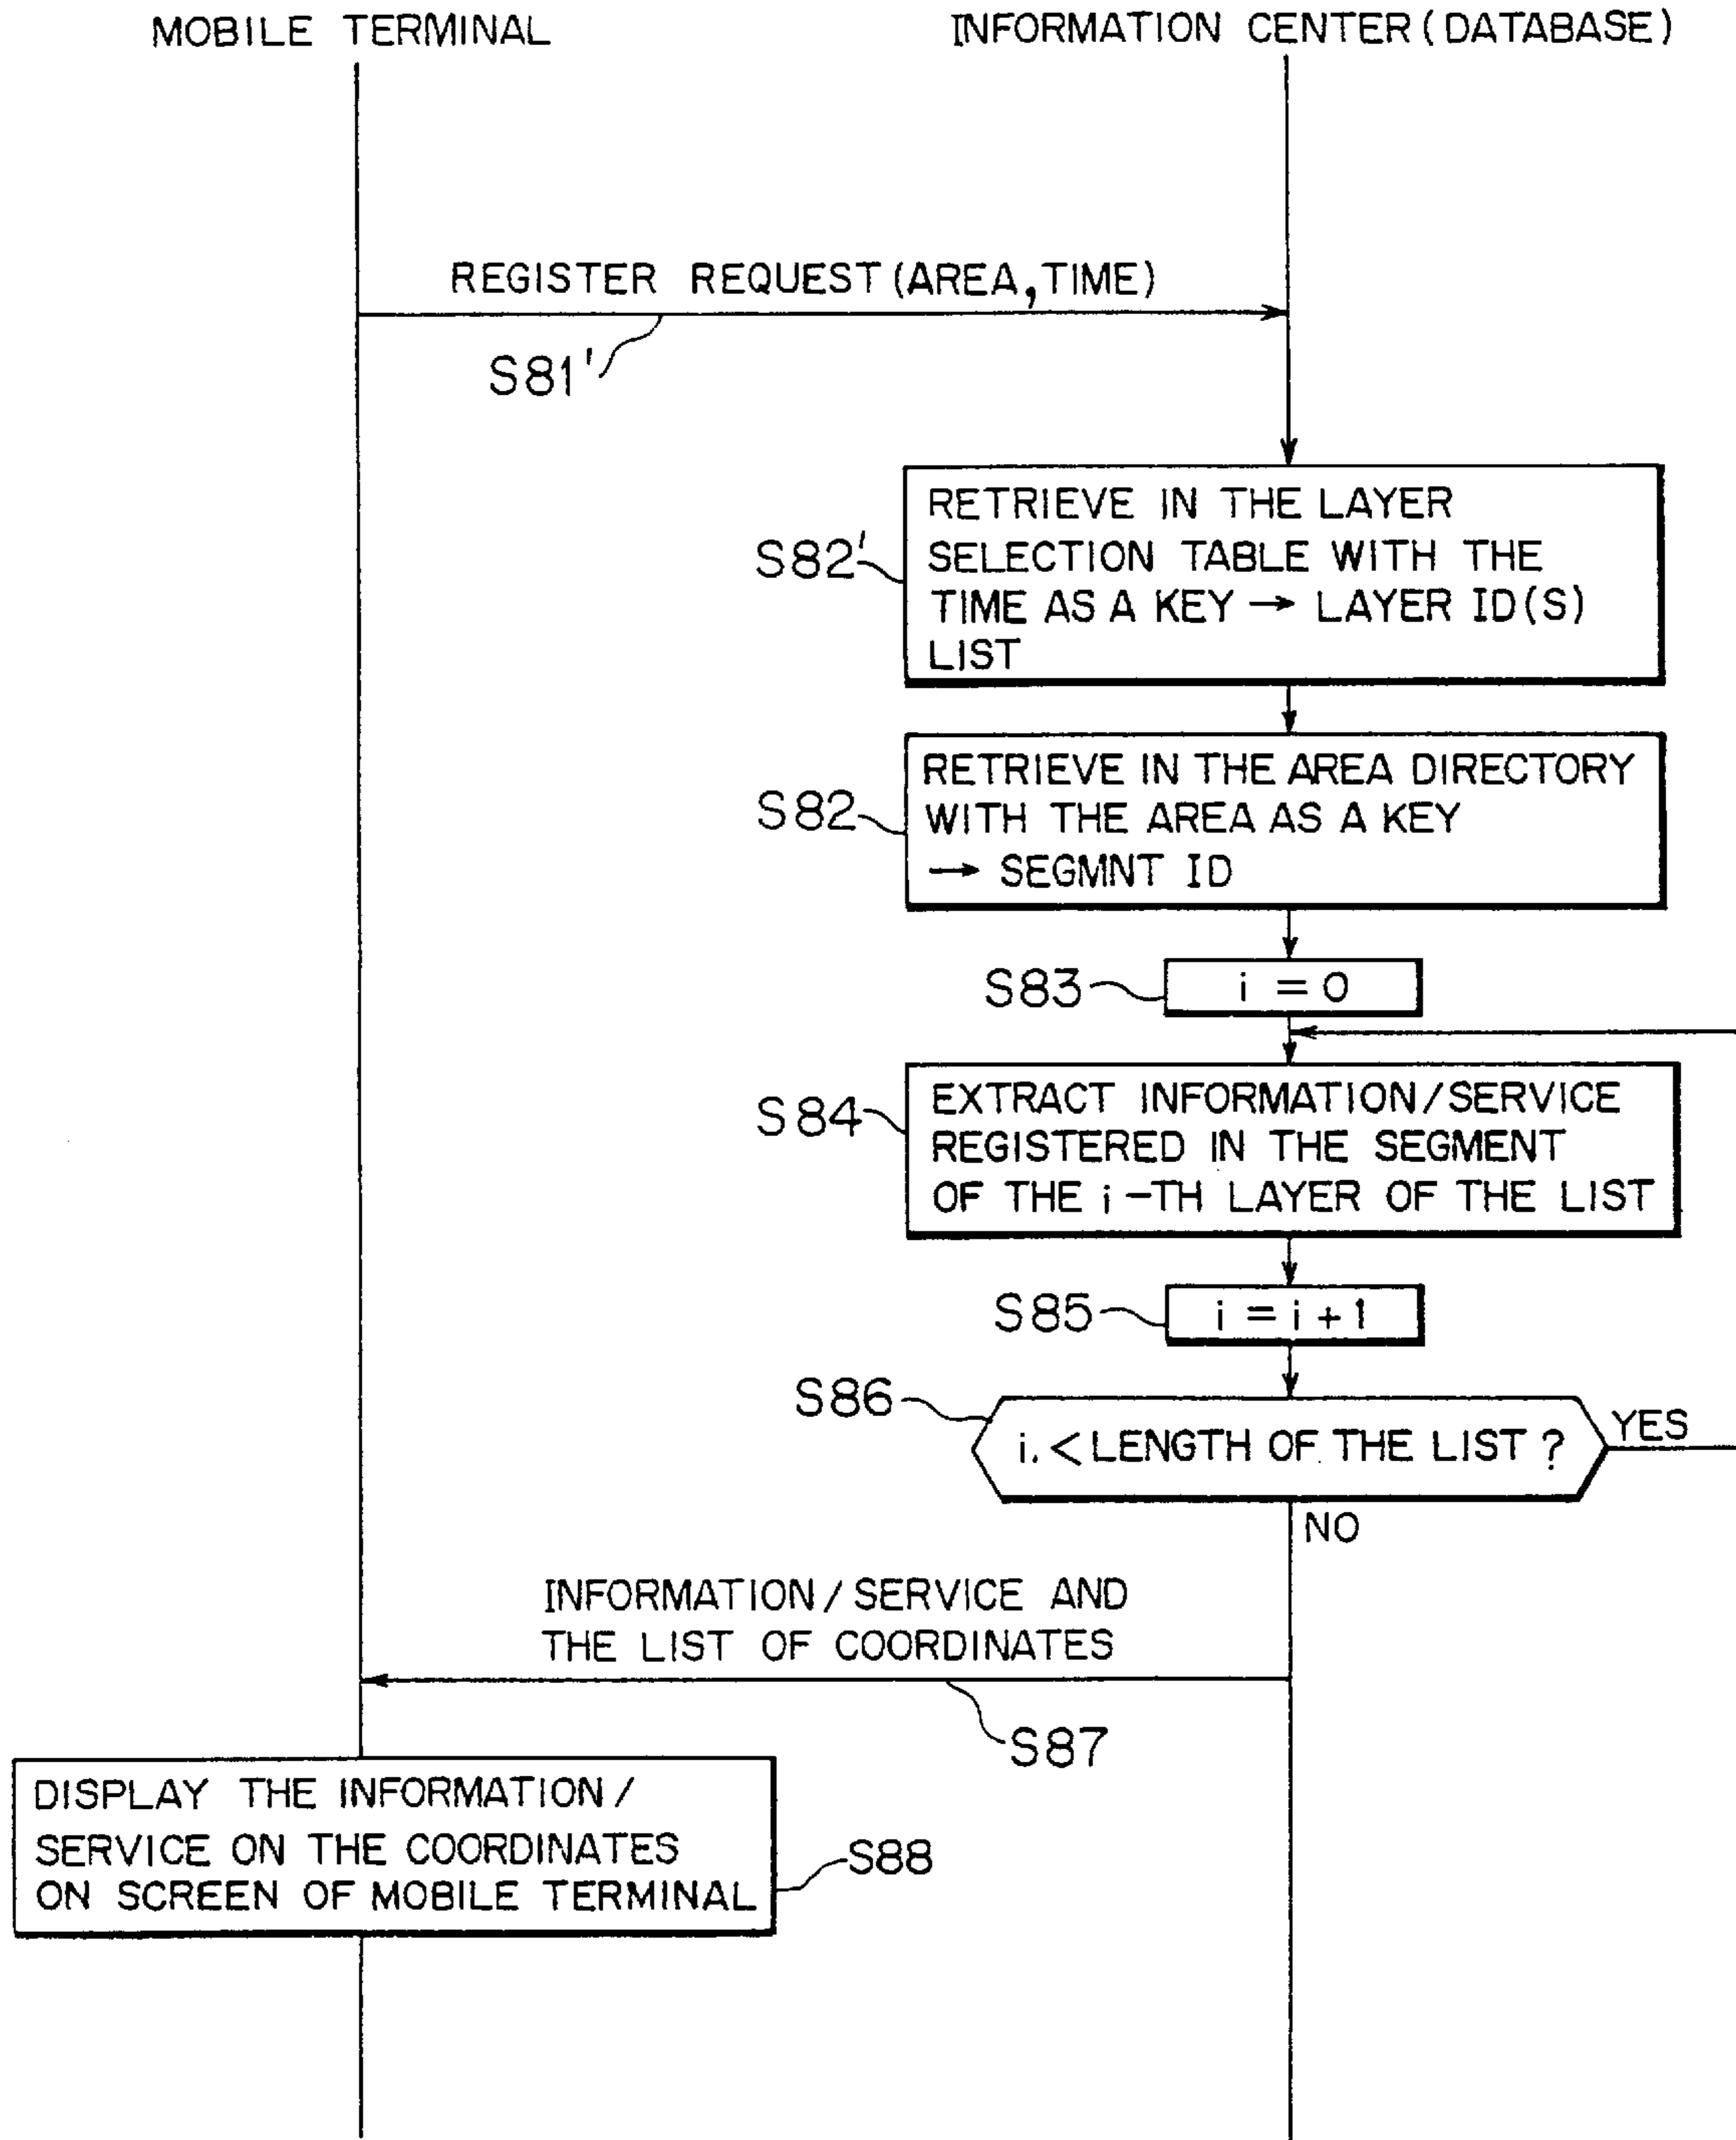 MOBILE TERMINAL
INFORMATION CENTER (DATABASE)
REGISTER REQUEST (AREA, TIME)
S81'
S82'
RETRIEVE IN THE LAYER
SELECTION TABLE WITH THE
TIME AS A KEY → LAYER ID(S)
LIST
S82
RETRIEVE IN THE AREA DIRECTORY
WITH THE AREA AS A KEY
→ SEGMNT ID
S83
i = 0
S84
EXTRACT INFORMATION/SERVICE
REGISTERED IN THE SEGMENT
OF THE i-TH LAYER OF THE LIST
S85
i = i + 1
S86
i. < LENGTH OF THE LIST ?
YES
NO
INFORMATION / SERVICE AND
THE LIST OF COORDINATES
S87
DISPLAY THE INFORMATION /
SERVICE ON THE COORDINATES
ON SCREEN OF MOBILE TERMINAL
S88